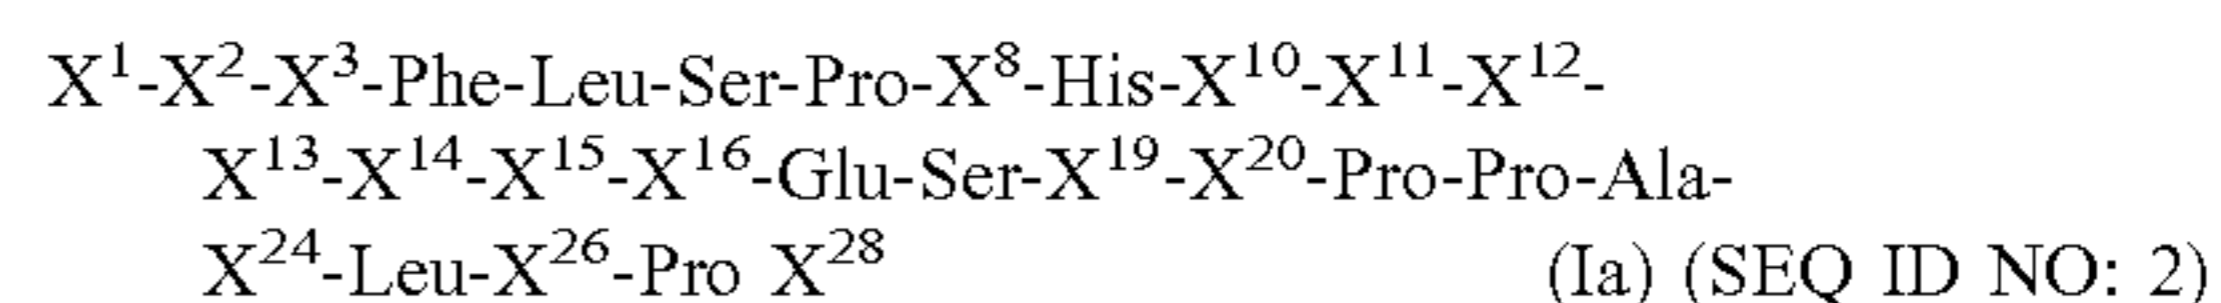 X¹-X²-X³-Phe-Leu-Ser-Pro-X⁸-His-X¹⁰-X¹¹-X¹²-
X¹³-X¹⁴-X¹⁵-X¹⁶-Glu-Ser-X¹⁹-X²⁰-Pro-Pro-Ala-
X²⁴-Leu-X²⁶-Pro X²⁸ (Ia) (SEQ ID NO: 2)